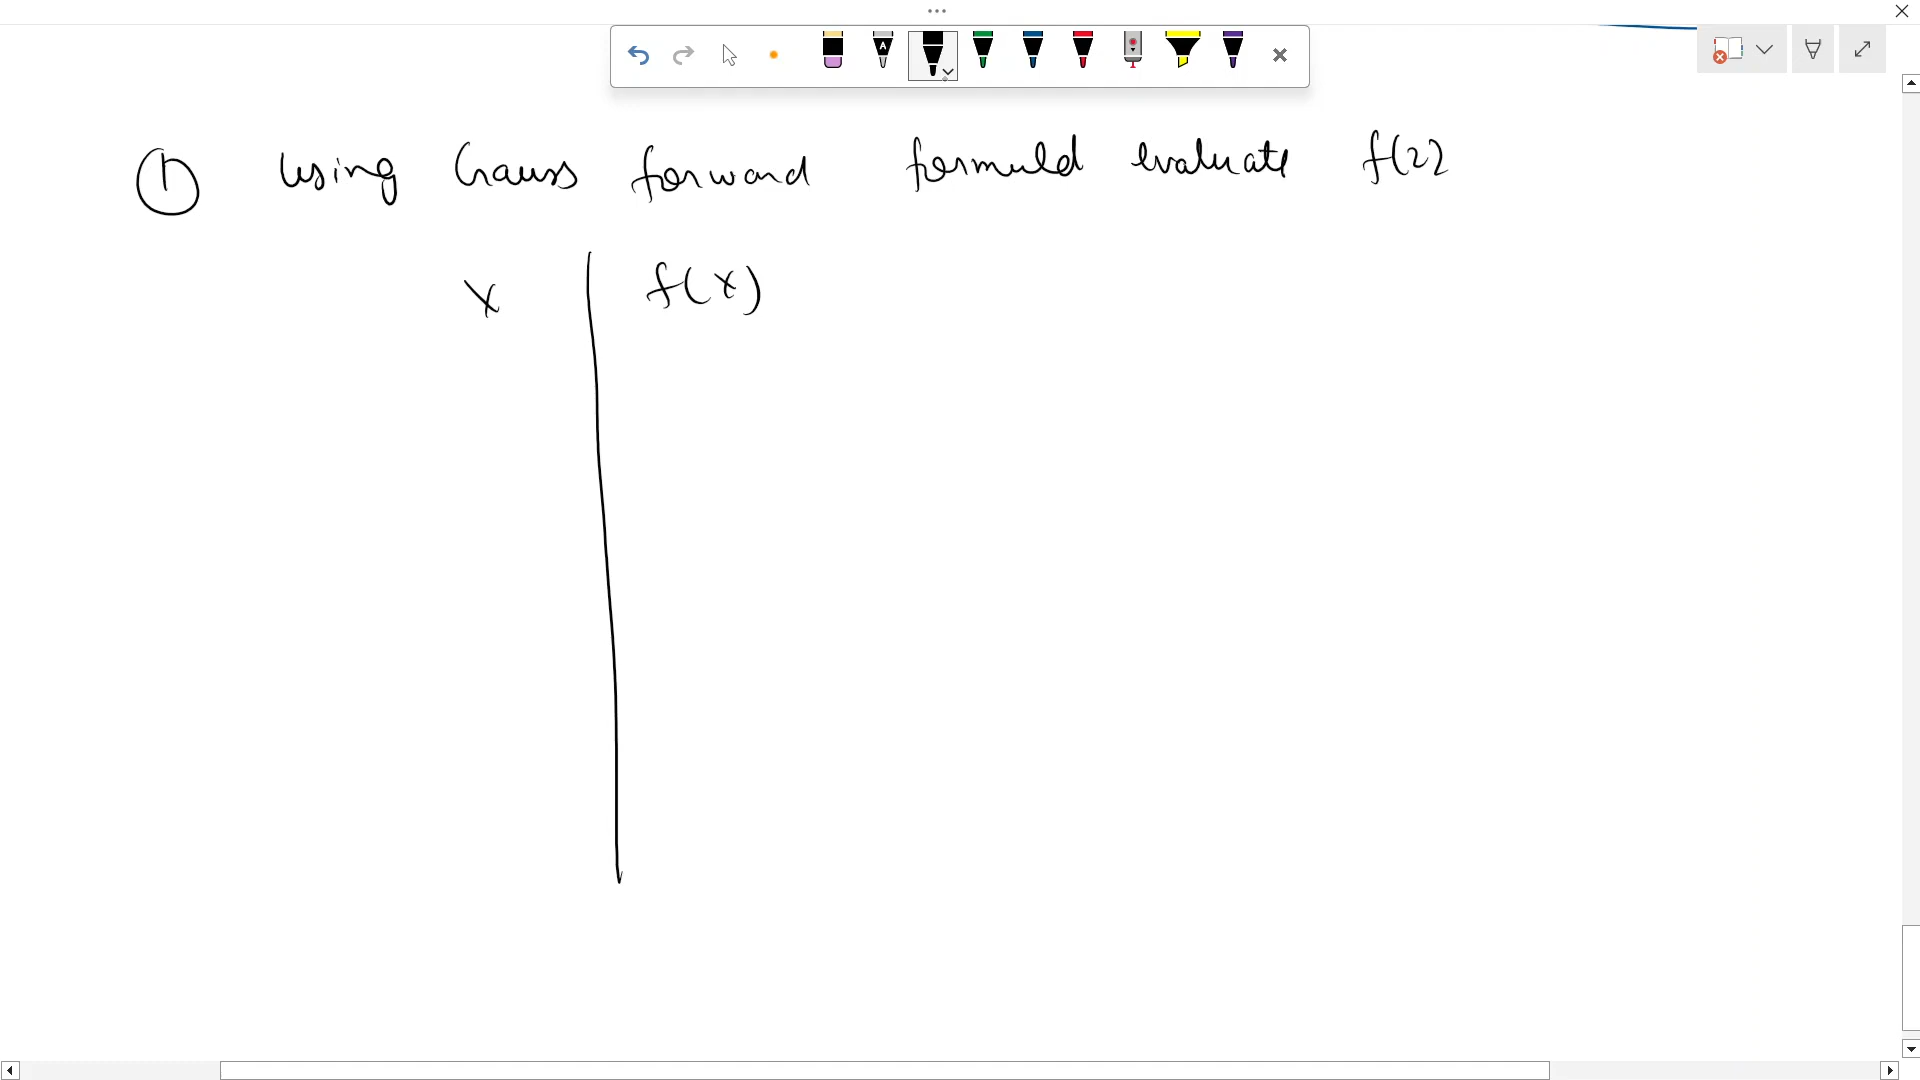 ① Using Gauss forward formula evaluate f(2)
x f(x)